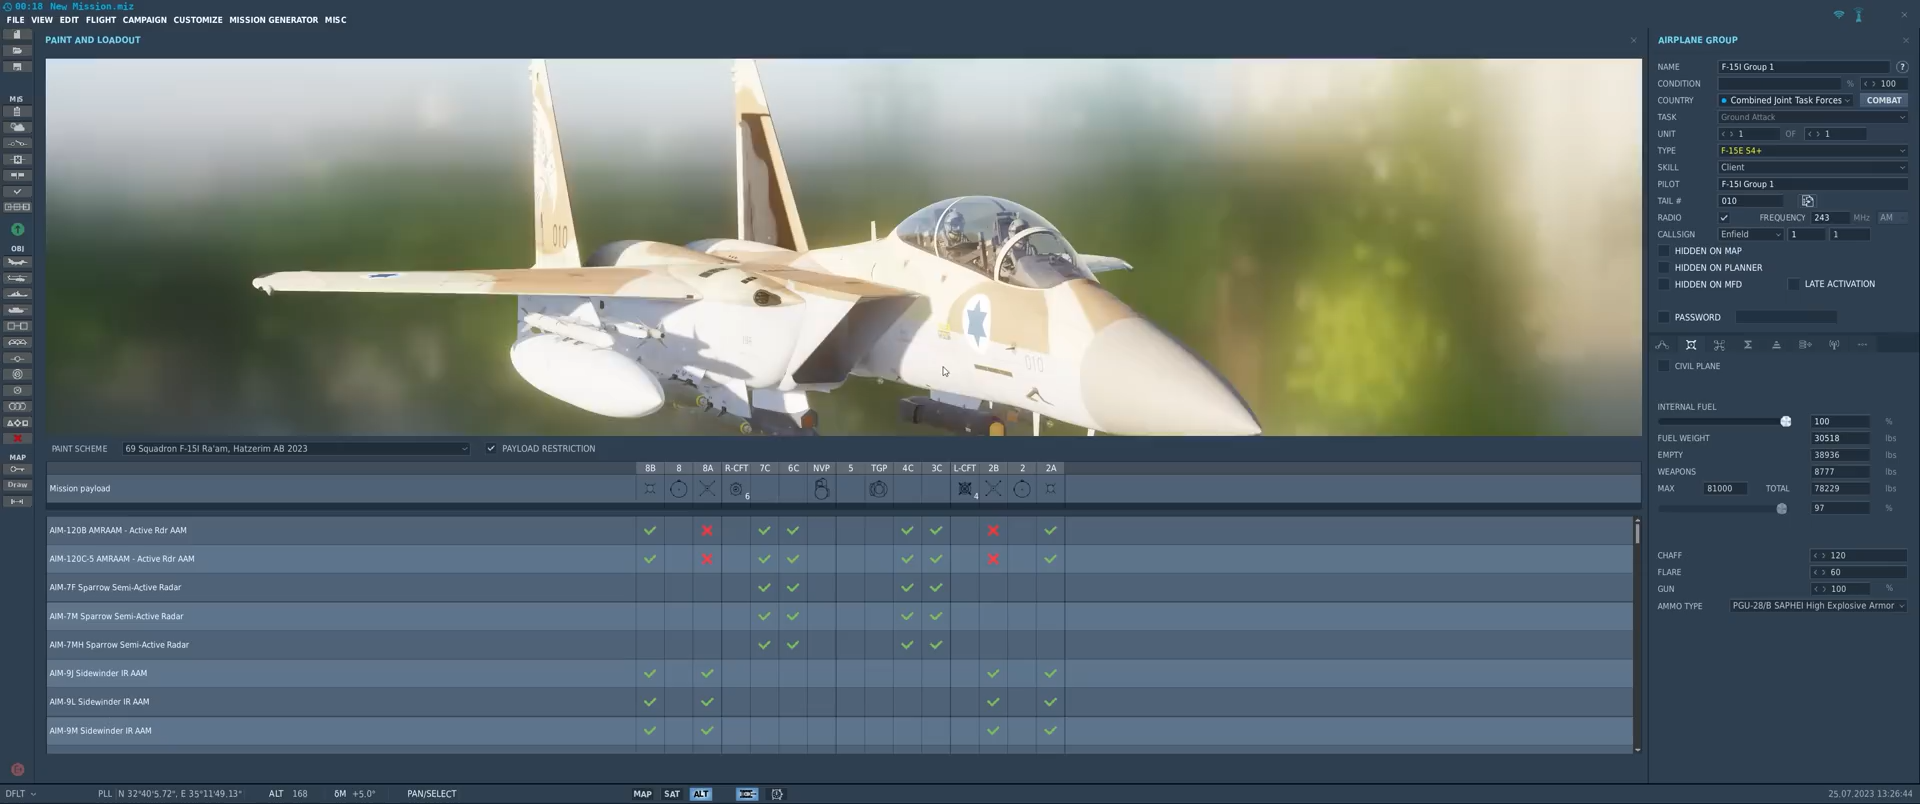 00:18 New Mission.miz
FILE VIEW EDIT FLIGHT CAMPAIGN CUSTOMIZE MISSION GENERATOR MISC
PAINT AND LOADOUT
MIS
OBJ
MAP
Draw
010
010
PAINT SCHEME 69 Squadron F-15I Ra'am, Hatzerim AB 2023 PAYLOAD RESTRICTION
8B 8 8A R-CFT 7C 6C NVP 5 TGP 4C 3C L-CFT 2B 2 2A
Mission payload 6 4
AIM-120B AMRAAM - Active Rdr AAM
AIM-120C-5 AMRAAM - Active Rdr AAM
AIM-7F Sparrow Semi-Active Radar
AIM-7M Sparrow Semi-Active Radar
AIM-7MH Sparrow Semi-Active Radar
AIM-9J Sidewinder IR AAM
AIM-9L Sidewinder IR AAM
AIM-9M Sidewinder IR AAM
AIRPLANE GROUP
NAME F-15I Group 1 ?
CONDITION % < > 100
COUNTRY Combined Joint Task Forces COMBAT
TASK Ground Attack
UNIT < > 1 OF < > 1
TYPE F-15E S4+
SKILL Client
PILOT F-15I Group 1
TAIL # 010
RADIO FREQUENCY 243 MHz AM
CALLSIGN Enfield 1 1
HIDDEN ON MAP
HIDDEN ON PLANNER
HIDDEN ON MFD LATE ACTIVATION
PASSWORD
CIVIL PLANE
INTERNAL FUEL
100 %
FUEL WEIGHT 30518 lbs
EMPTY 38936 lbs
WEAPONS 8777 lbs
MAX 81000 TOTAL 78229 lbs
97 %
CHAFF < > 120
FLARE < > 60
GUN < > 100 %
AMMO TYPE PGU-28/B SAPHEI High Explosive Armor
DFLT PLL N 32°40'5.72", E 35°11'49.13" ALT 168 δM +5.0° PAN/SELECT MAP SAT ALT 25.07.2023 13:26:44